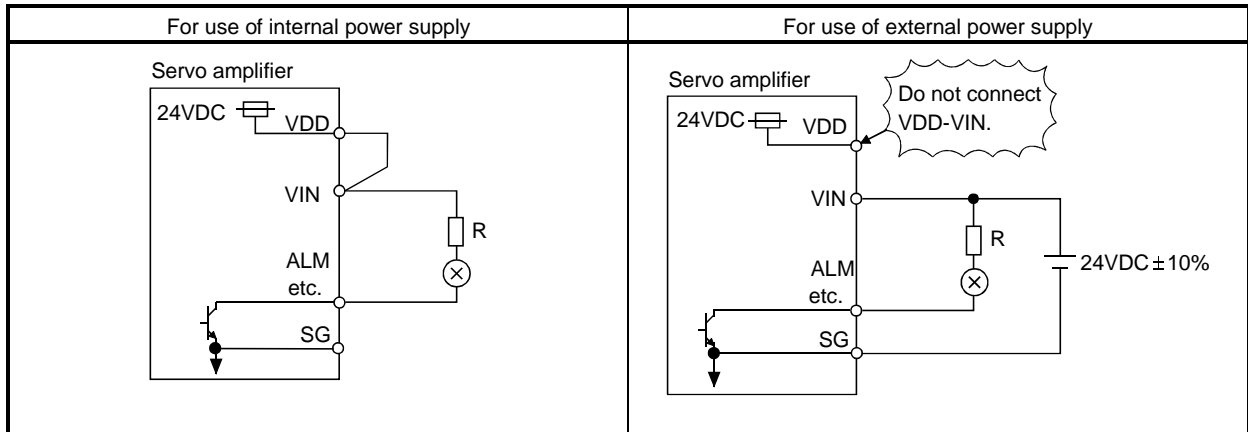 For use of internal power supply
Servo amplifier
24VDC
VDD
VIN
R
ALM
etc.
SG
For use of external power supply
Servo amplifier
Do not connect
VDD-VIN.
24VDC
VDD
VIN
R
24VDC±10%
ALM
etc.
SG